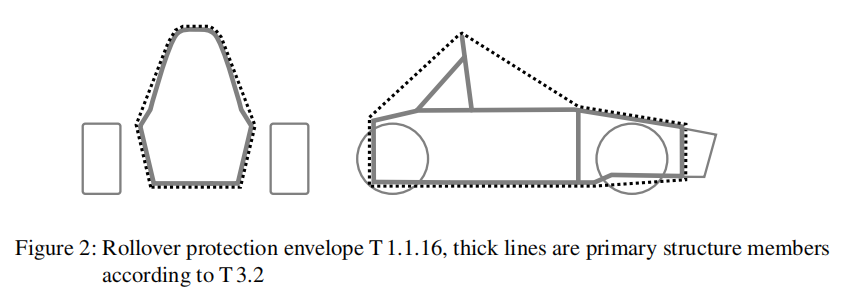 Figure 2: Rollover protection envelope T 1.1.16, thick lines are primary structure members
according to T 3.2